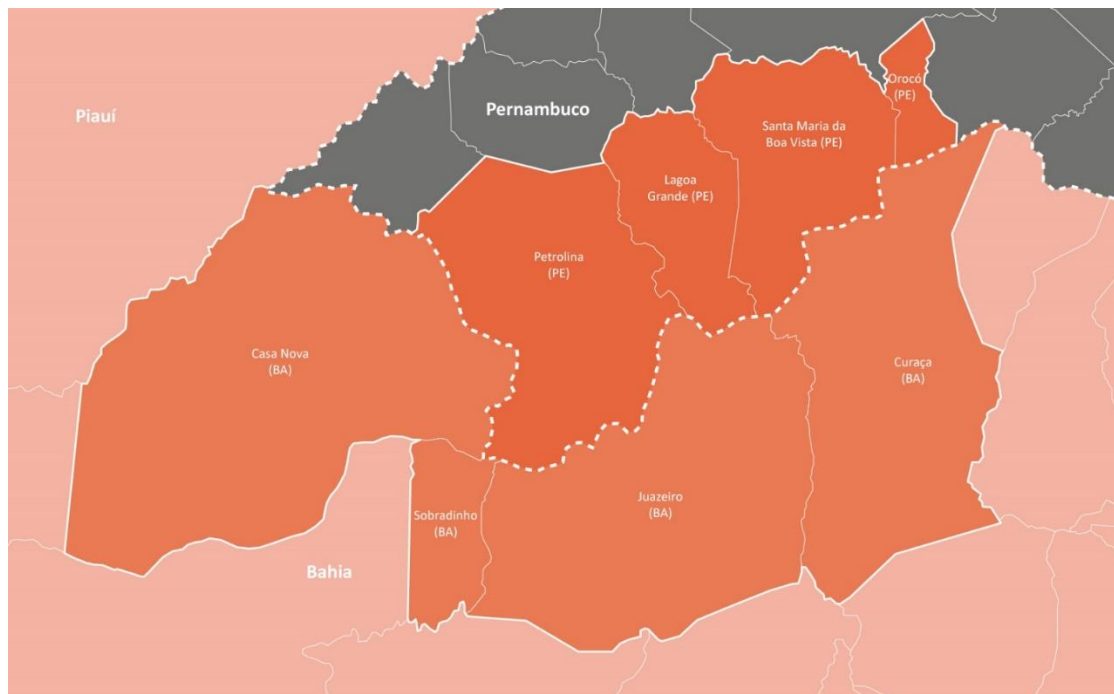 Piauí
Pernambuco
Orocó
(PE)
Santa Maria da
Boa Vista (PE)
Lagoa
Grande (PE)
Petrolina
(PE)
Casa Nova
(BA)
Curaça
(BA)
Juazeiro
(BA)
Sobradinho
(BA)
Bahia